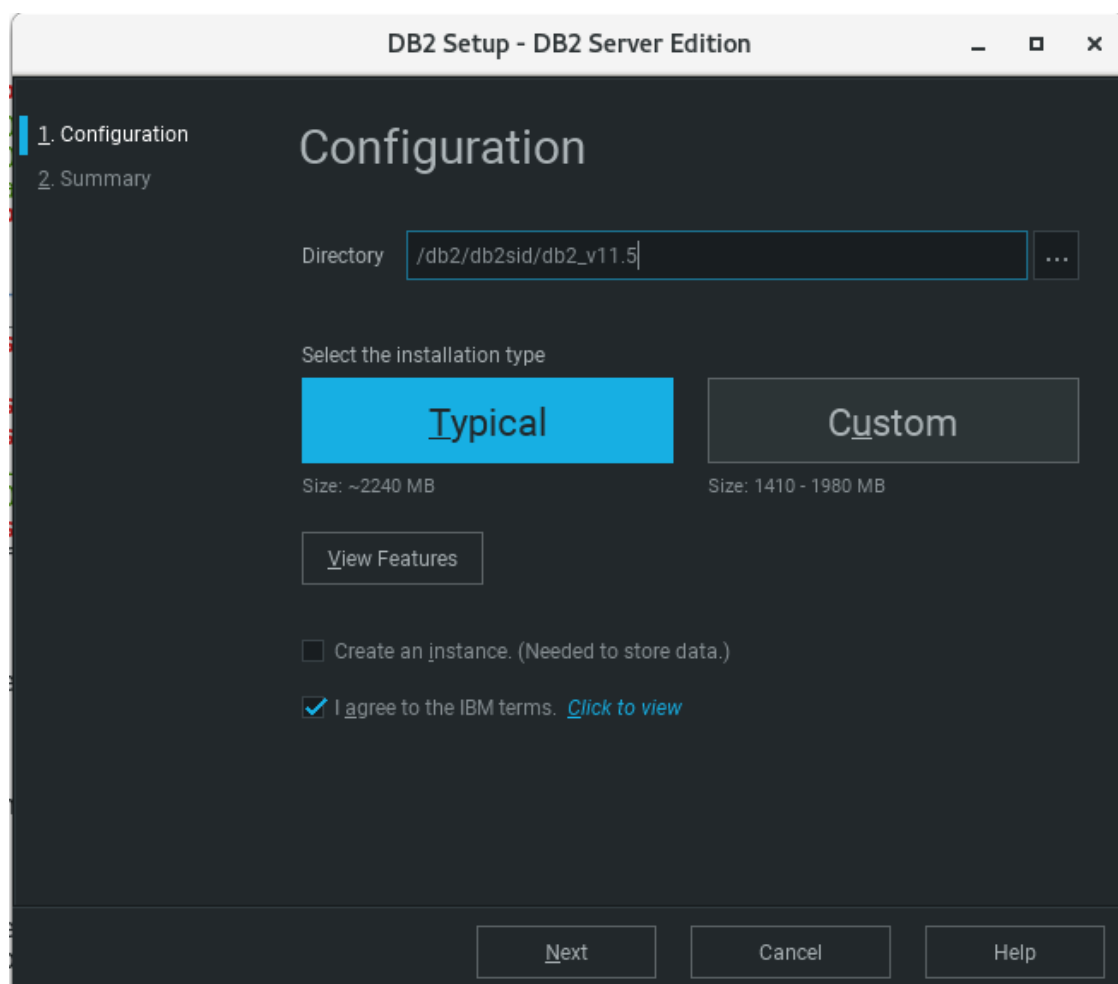 DB2 Setup - DB2 Server Edition
1. Configuration
2. Summary
Configuration
Directory /db2/db2sid/db2_v11.5 ...
Select the installation type
Typical Custom
Size: ~2240 MB Size: 1410 - 1980 MB
View Features
Create an instance. (Needed to store data.)
I agree to the IBM terms. Click to view
Next Cancel Help